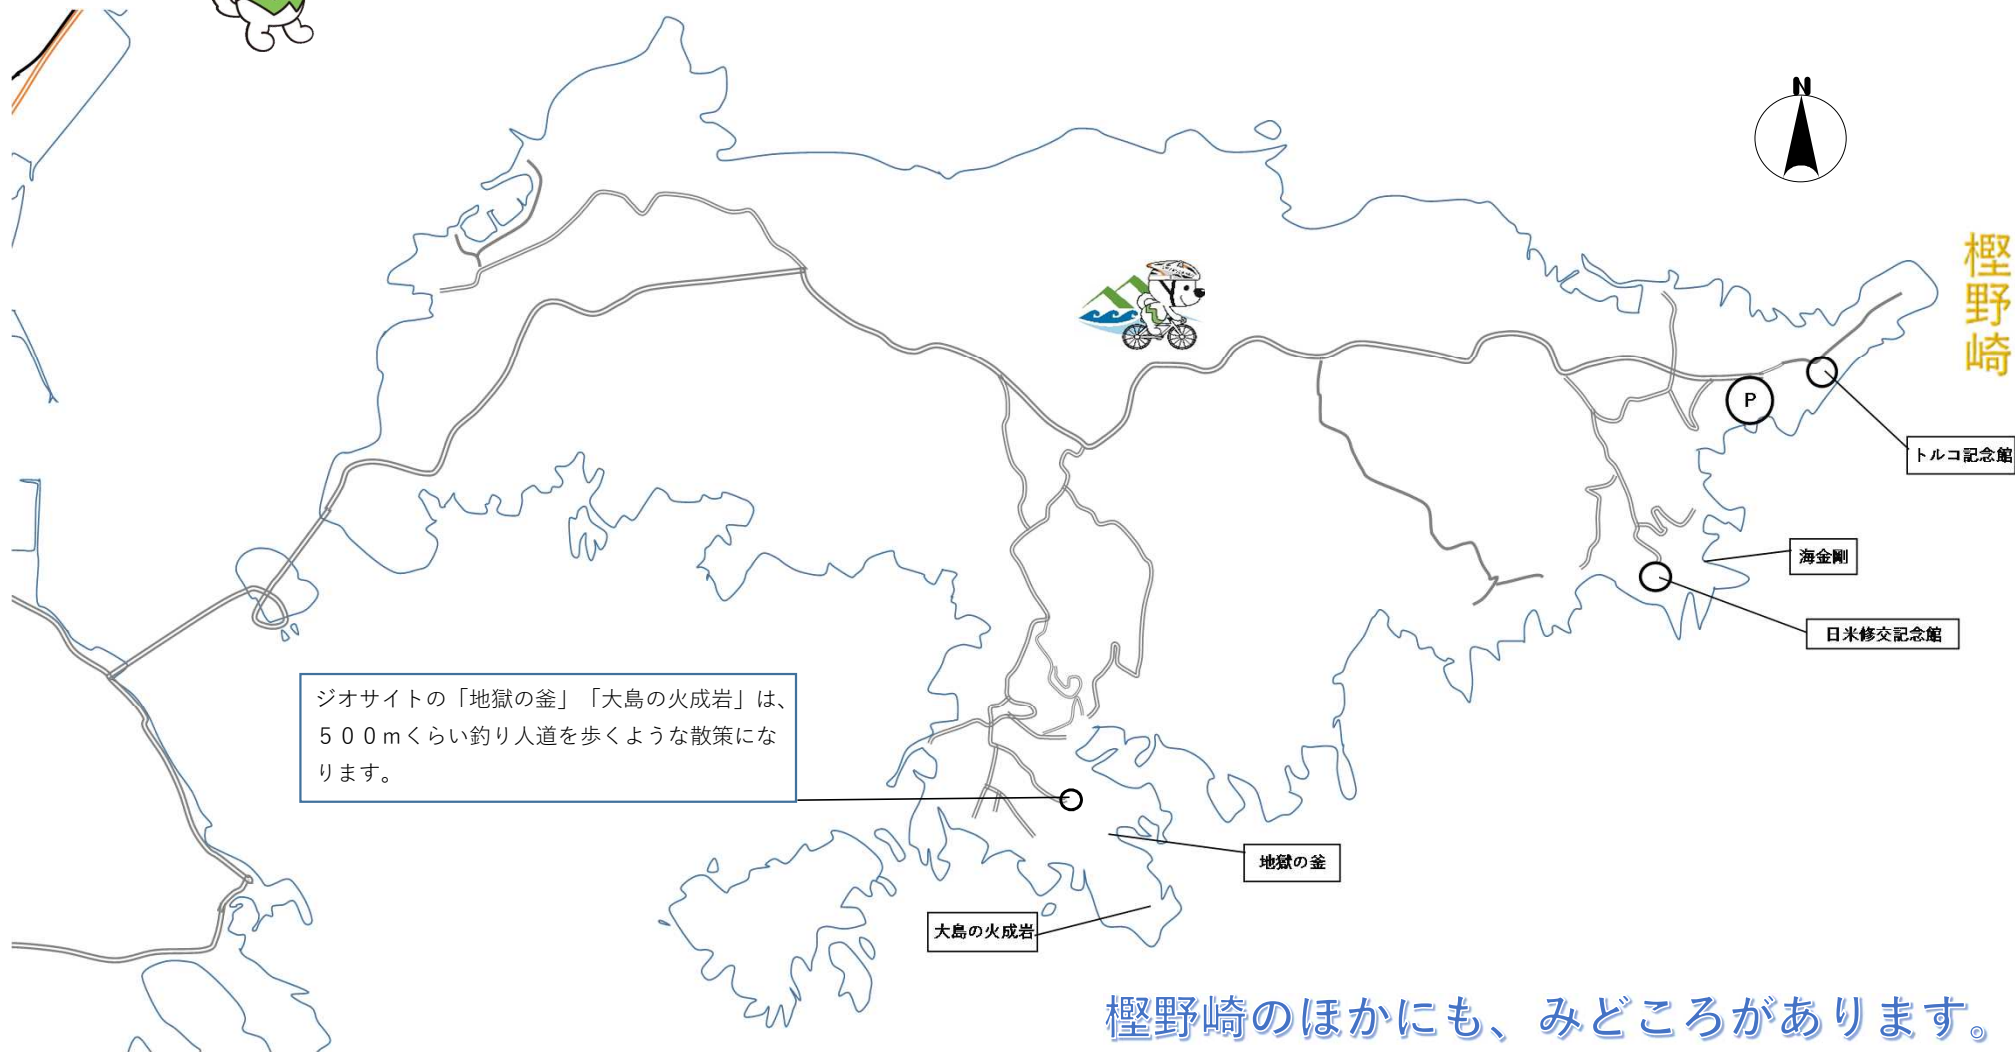 N
樫野崎
P
トルコ記念館
海金剛
日米修交記念館
ジオサイトの「地獄の釜」「大島の火成岩」は、
５００ｍくらい釣り人道を歩くような散策にな
ります。
地獄の釜
大島の火成岩
樫野崎のほかにも、みどころがあります。